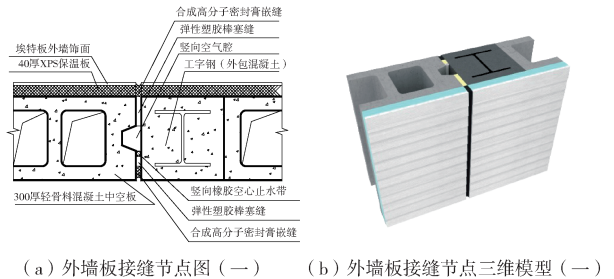 合成高分子密封膏嵌缝
弹性塑胶棒塞缝
竖向空气腔
工字钢（外包混凝土）
埃特板外墙饰面
40厚XPS保温板
300厚轻骨料混凝土中空板
竖向橡胶空心止水带
弹性塑胶棒塞缝
合成高分子密封膏嵌缝
（a）外墙板接缝节点图（一）
（b）外墙板接缝节点三维模型（一）